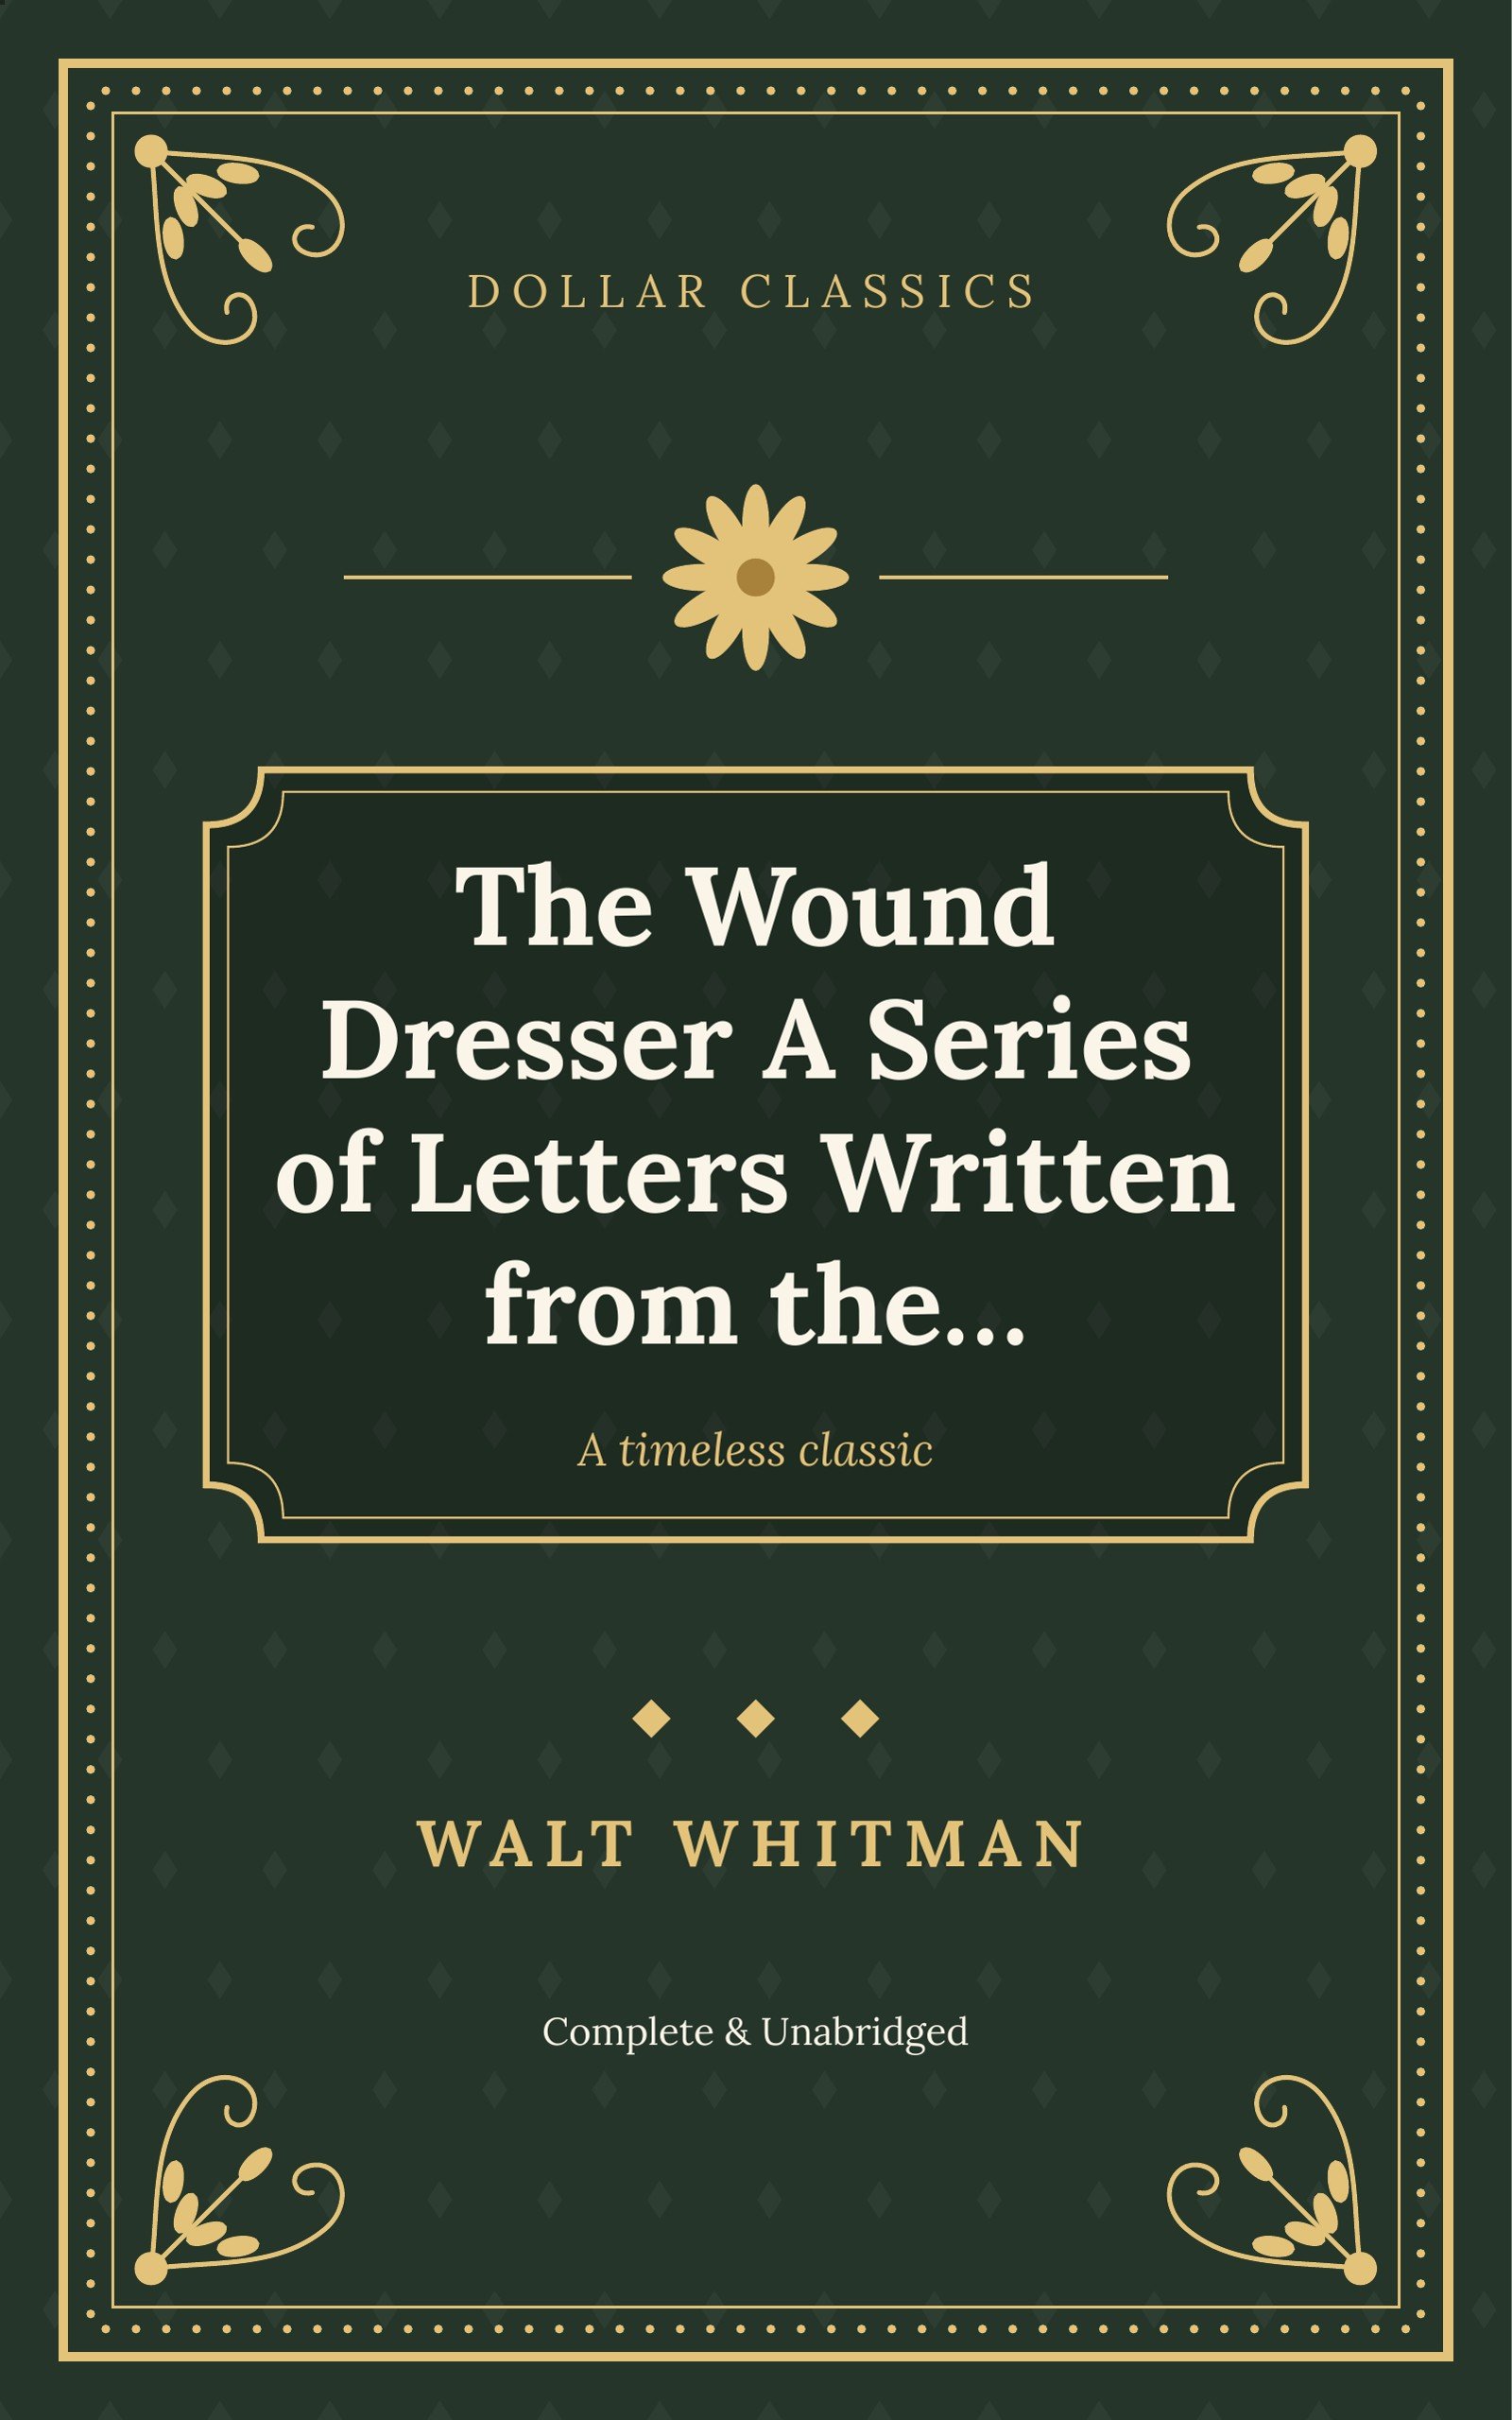 DOLLAR CLASSICS
The Wound
Dresser A Series
of Letters Written
from the...
A timeless classic
WALT WHITMAN
Complete & Unabridged